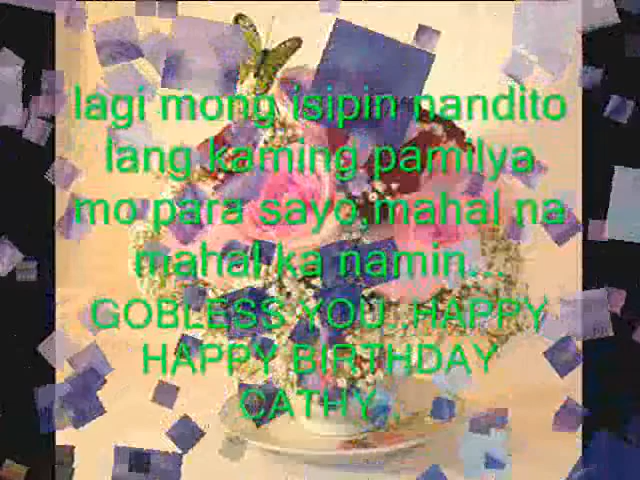 lagi mong isipin nandito
lang kaming pamilya
mo para sayo,mahal na
mahal ka namin...
GOBLESS YOU..HAPPY
HAPPY BIRTHDAY
CATHY..